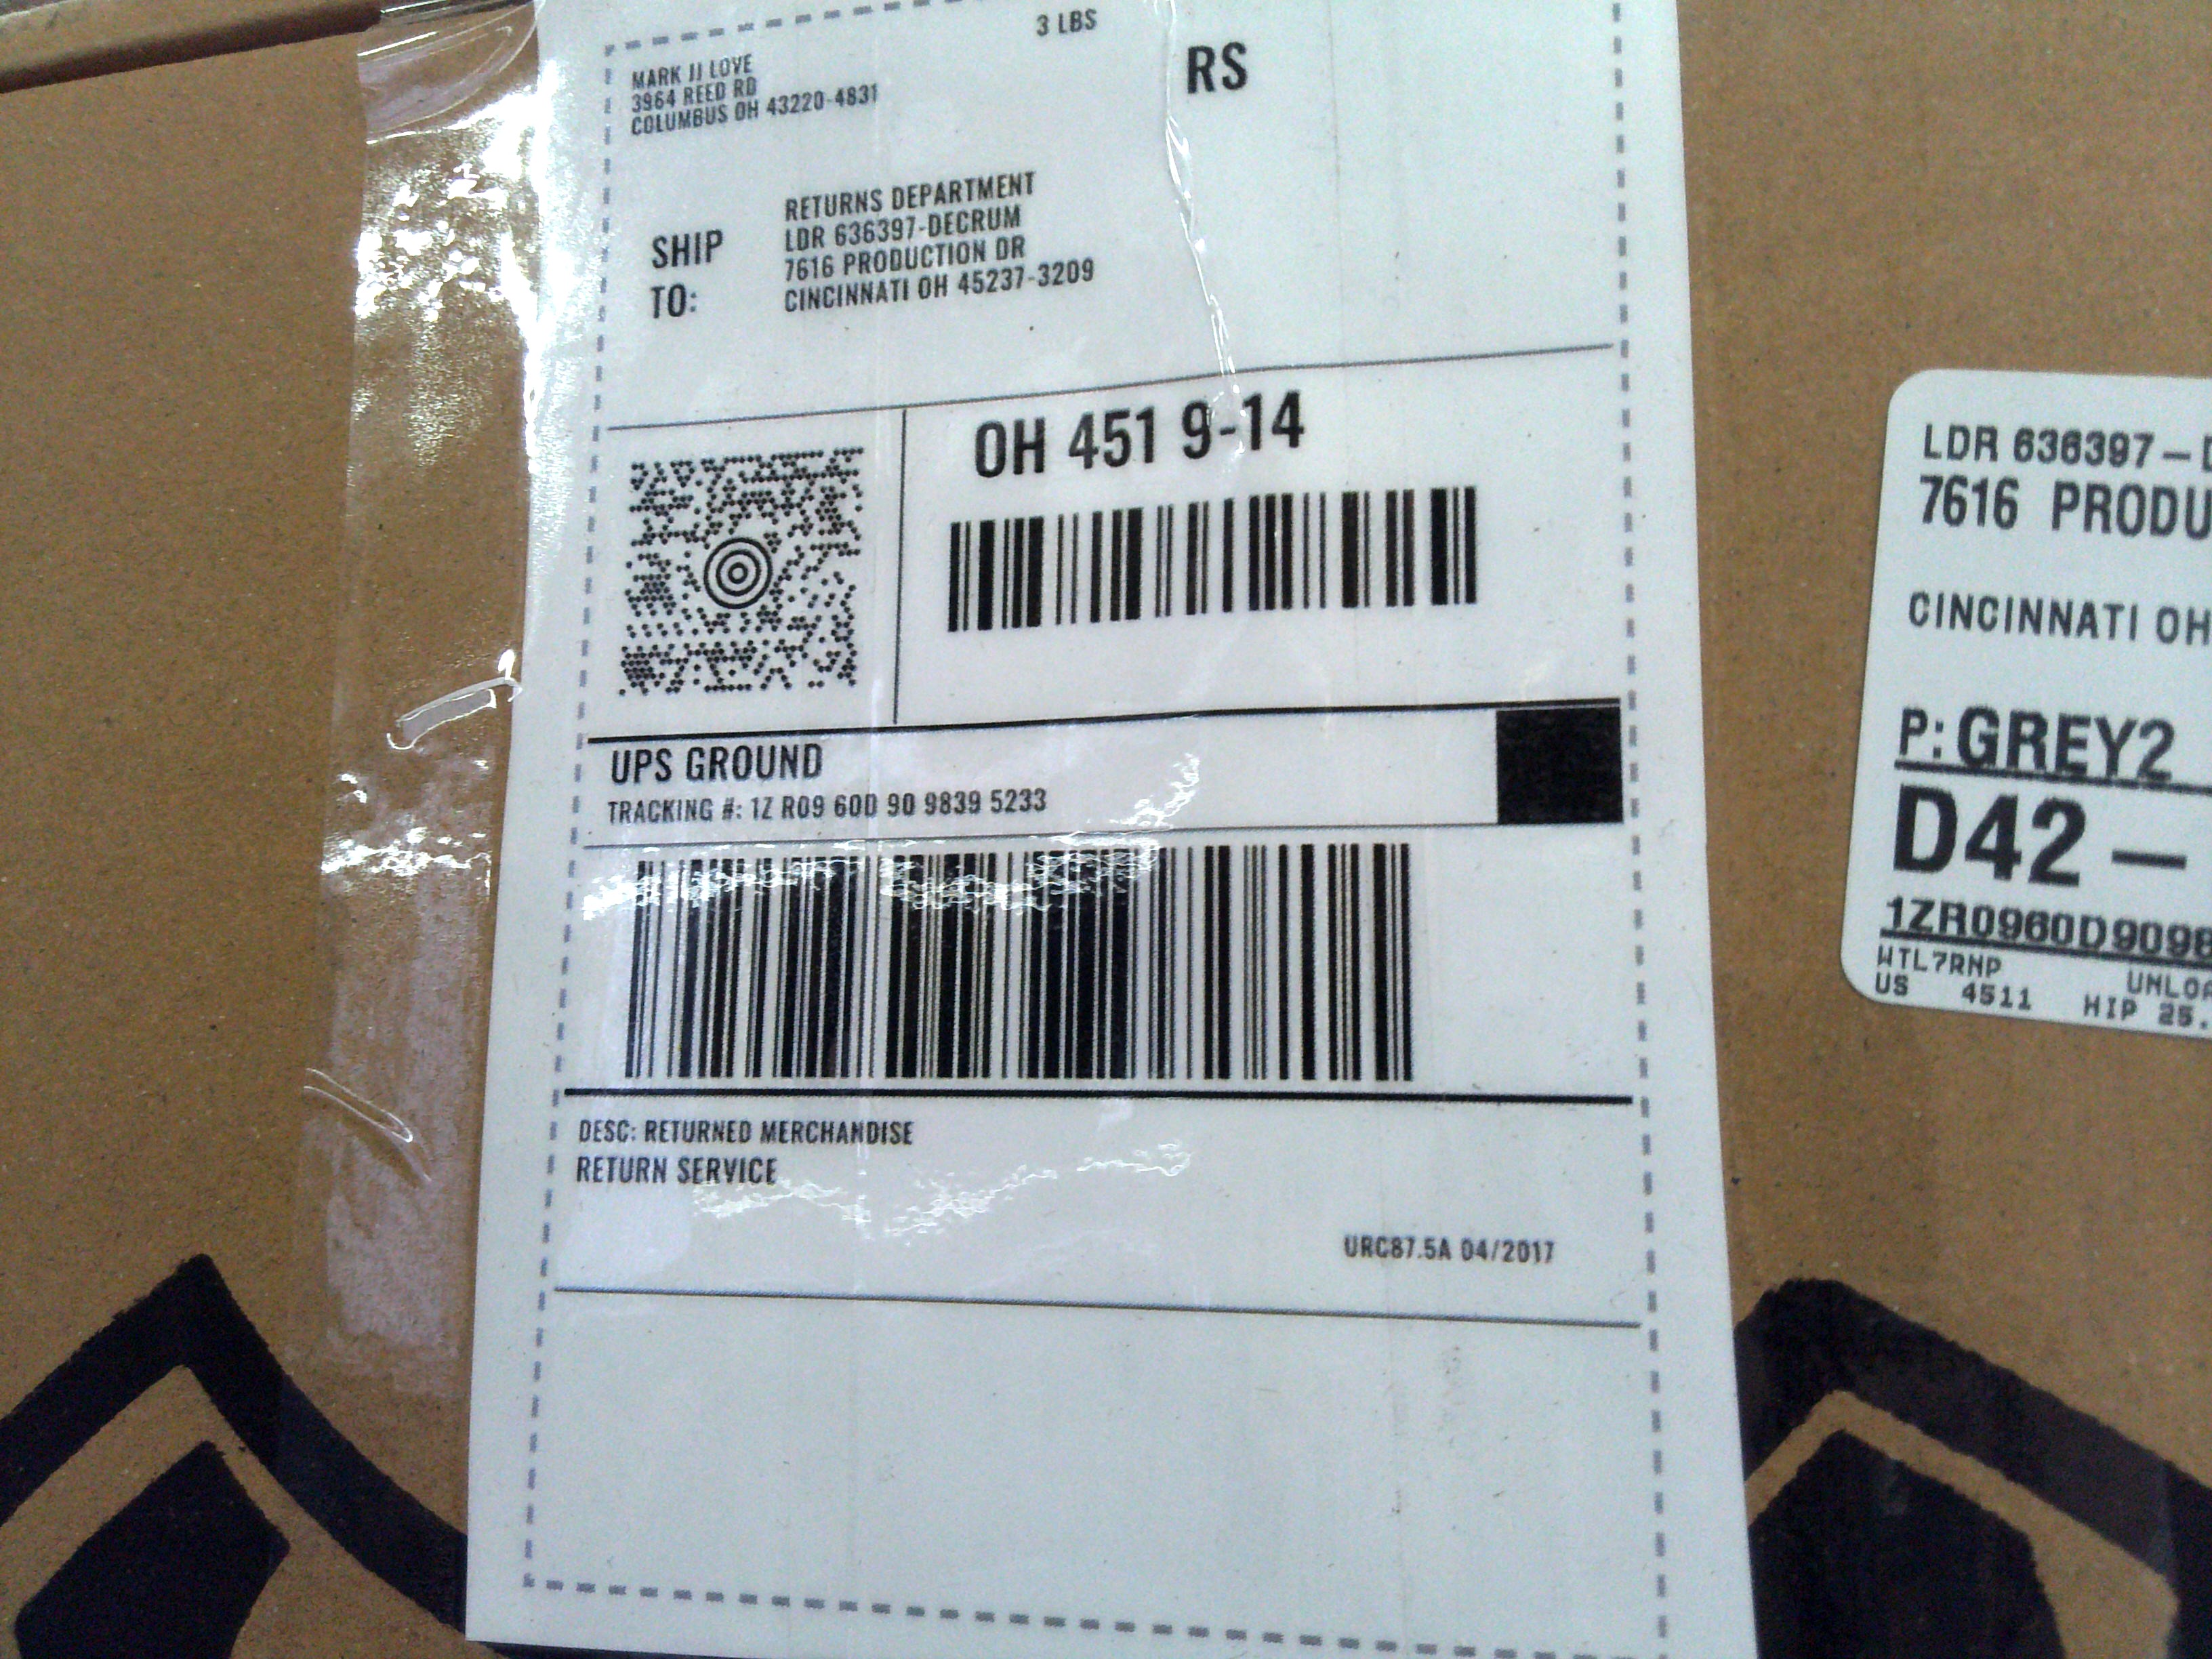 3 LBS
RS
MARK JJ LOVE
3964 REED RD
COLUMBUS OH 43220-4831
SHIP TO:
RETURNS DEPARTMENT
LDR 636397-DECRUM
7616 PRODUCTION DR
CINCINNATI OH 45237-3209
OH 451 9-14
UPS GROUND
TRACKING #: 1Z R09 60D 90 9839 5233
DESC: RETURNED MERCHANDISE
RETURN SERVICE
URC87.5A 04/2017
LDR 636397-D
7616 PRODU
CINCINNATI OH
P: GREY2
D42-
1ZR0960D9098
WTL7RNP UNLOA
US 4511 HIP 25.